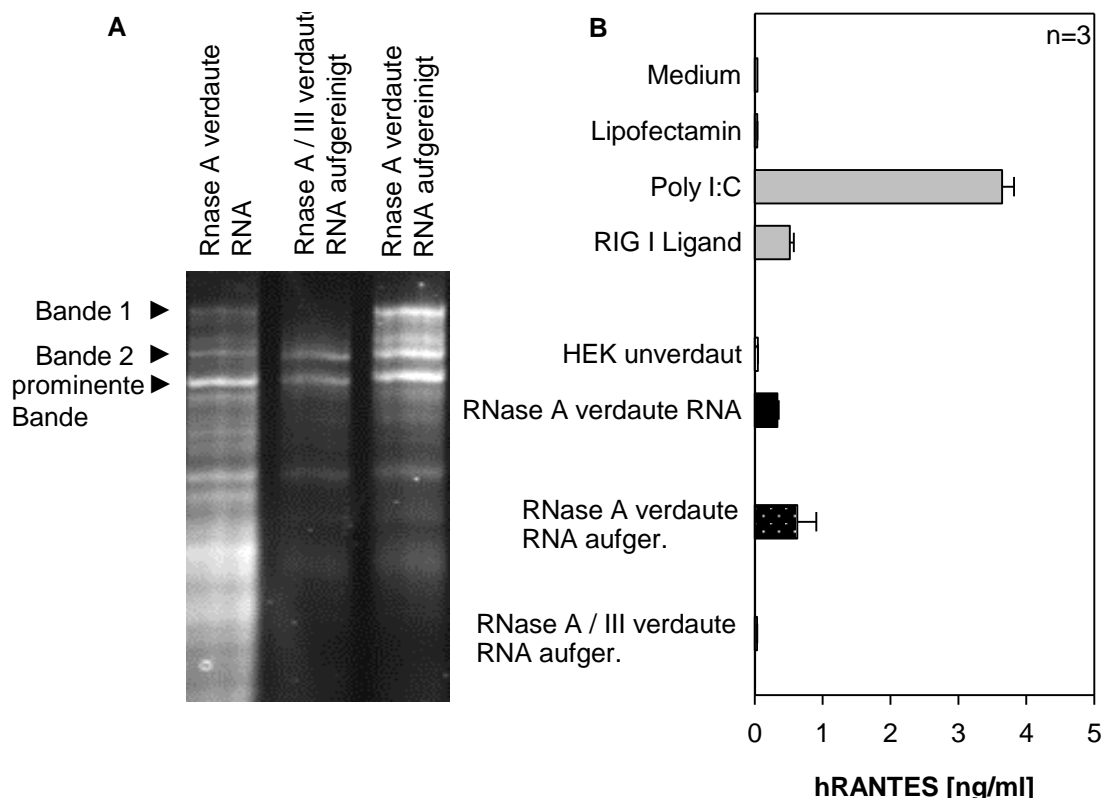 A
Rnase A verdaute
RNA
Rnase A / III verdaute
RNA aufgereinigt
Rnase A verdaute
RNA aufgereinigt
Bande 1
Bande 2
prominente
Bande
B
n=3
Medium
Lipofectamin
Poly I:C
RIG I Ligand
HEK unverdaut
RNase A verdaute RNA
RNase A verdaute
RNA aufger.
RNase A / III verdaute
RNA aufger.
0 1 2 3 4 5
hRANTES [ng/ml]